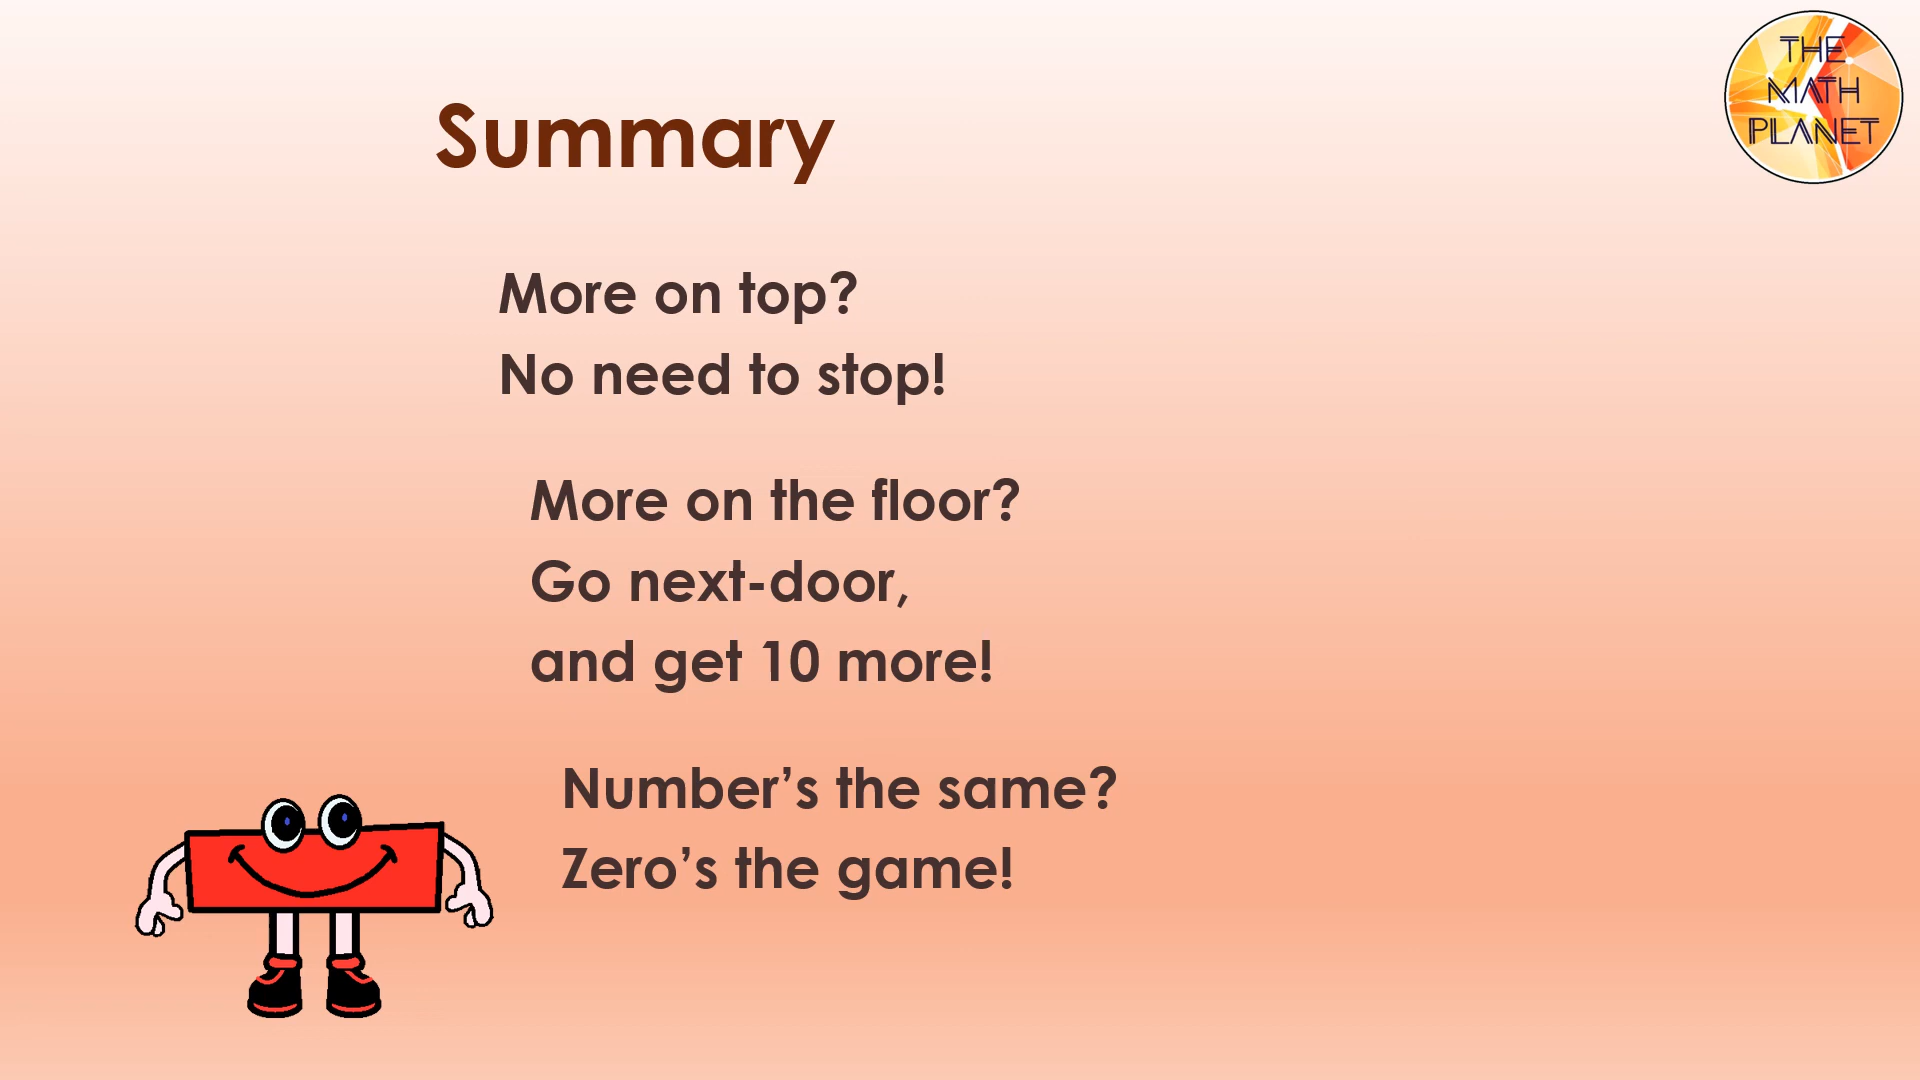 Summary
THE
MATH
PLANET
More on top?
No need to stop!
More on the floor?
Go next-door,
and get 10 more!
Number’s the same?
Zero’s the game!